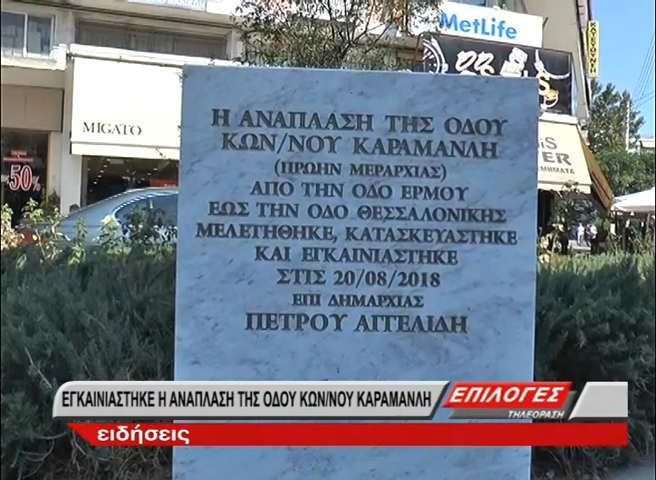 MetLife
MIGATO
50%
Η ΑΝΑΠΛΑΣΗ ΤΗΣ ΟΔΟΥ
ΚΩΝ/ΝΟΥ ΚΑΡΑΜΑΝΛΗ
(ΠΡΩΗΝ ΜΕΡΑΡΧΙΑΣ)
ΑΠΟ ΤΗΝ ΟΔΟ ΕΡΜΟΥ
ΕΩΣ ΤΗΝ ΟΔΟ ΘΕΣΣΑΛΟΝΙΚΗΣ
ΜΕΛΕΤΗΘΗΚΕ, ΚΑΤΑΣΚΕΥΑΣΤΗΚΕ
ΚΑΙ ΕΓΚΑΙΝΙΑΣΤΗΚΕ
ΣΤΙΣ 20/08/2018
ΕΠΙ ΔΗΜΑΡΧΙΑΣ
ΠΕΤΡΟΥ ΑΓΓΕΛΙΔΗ
ΕΓΚΑΙΝΙΑΣΤΗΚΕ Η ΑΝΑΠΛΑΣΗ ΤΗΣ ΟΔΟΥ ΚΩΝ/ΝΟΥ ΚΑΡΑΜΑΝΛΗ
ΕΠΙΛΟΓΕΣ
ΤΗΛΕΟΡΑΣΗ
ειδήσεις